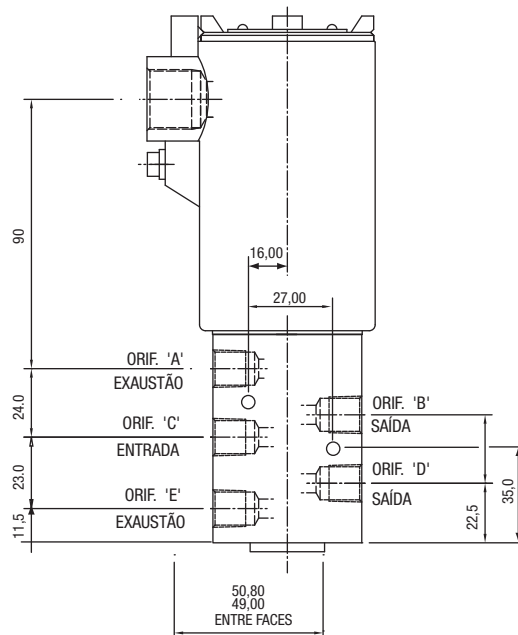 16,00
27,00
90
ORIF. 'A'
EXAUSTÃO
24.0
ORIF. 'B'
SAÍDA
ORIF. 'C'
ENTRADA
23.0
ORIF. 'D'
SAÍDA
35,0
ORIF. 'E'
EXAUSTÃO
11,5
22,5
50,80
49,00
ENTRE FACES